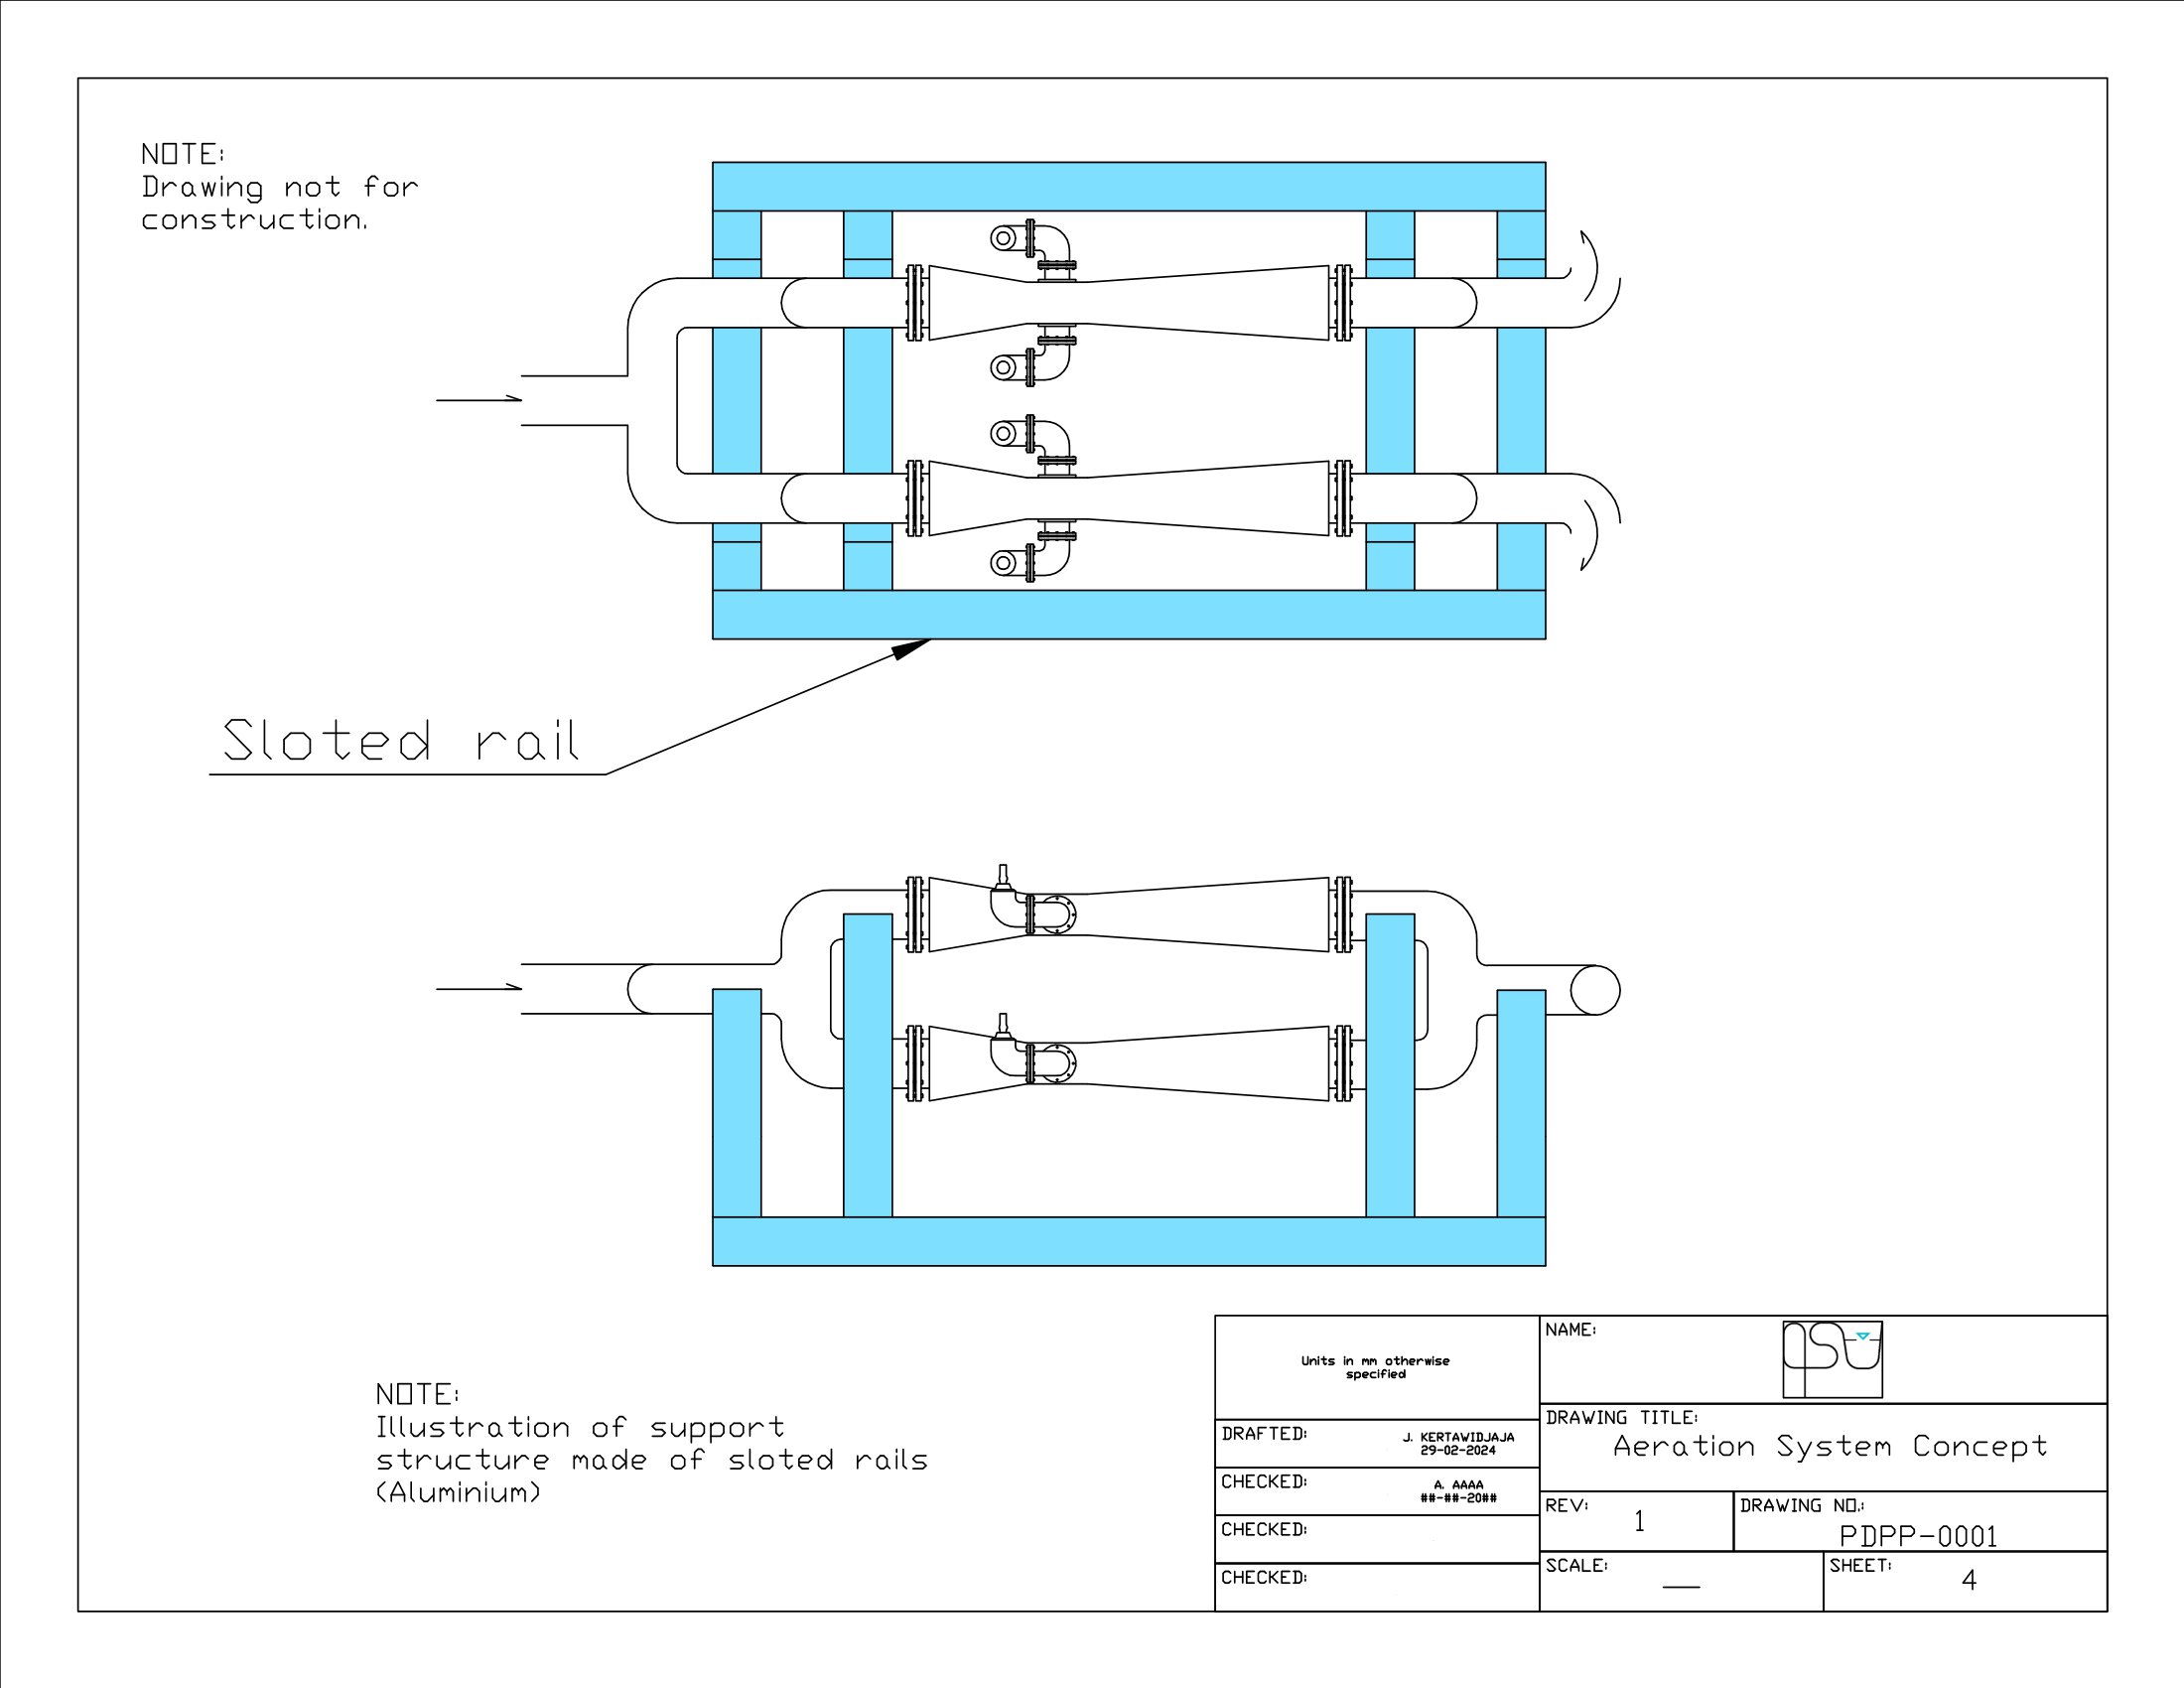 NOTE:
Drawing not for
construction.
Sloted rail
NOTE:
Illustration of support
structure made of sloted rails
(Aluminium)
Units in mm otherwise
specified
DRAFTED:
J. KERTAWIDJAJA
29-02-2024
CHECKED:
A. AAAA
##-##-20##
CHECKED:
CHECKED:
NAME:
DRAWING TITLE:
Aeration System Concept
REV:
1
DRAWING NO.:
PDPP-0001
SCALE:
—
SHEET:
4